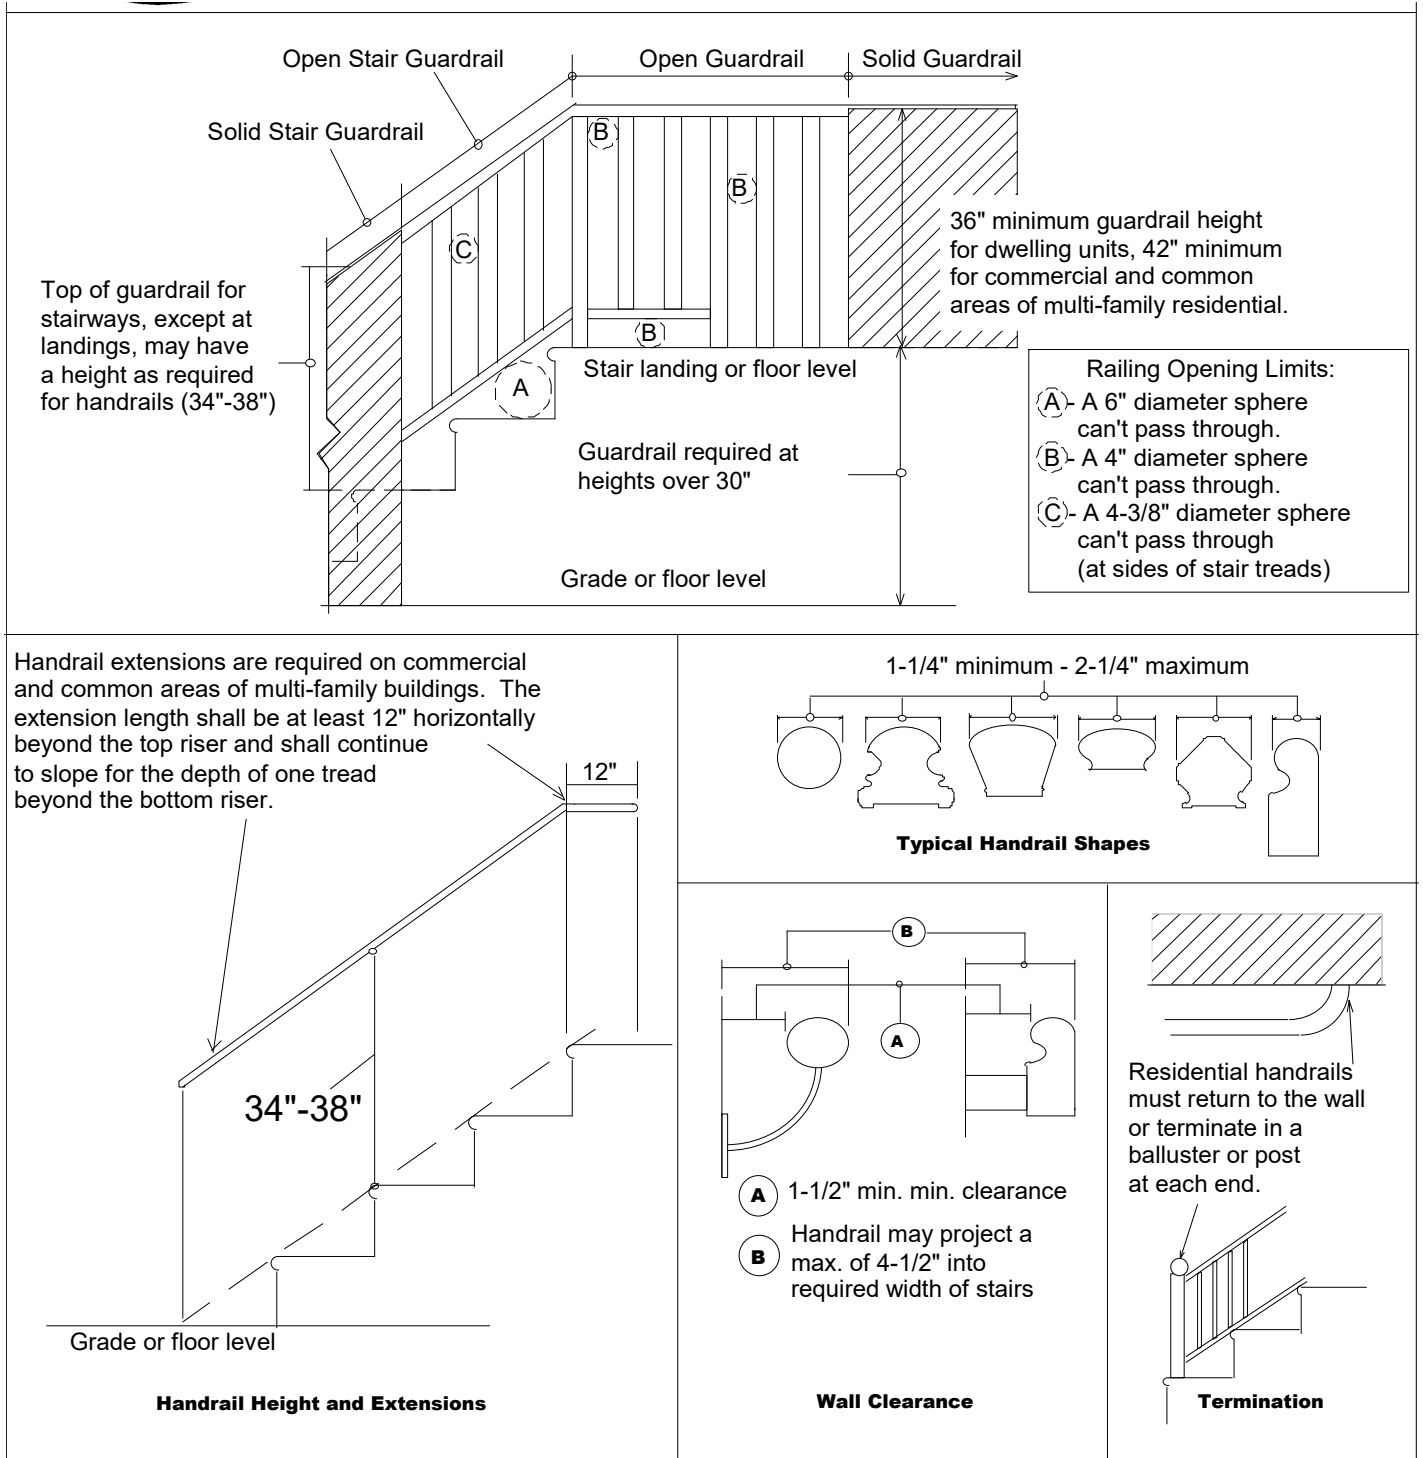 Open Stair Guardrail
Open Guardrail
Solid Guardrail
Solid Stair Guardrail
B
B
C
36" minimum guardrail height
for dwelling units, 42" minimum
for commercial and common
areas of multi-family residential.
Top of guardrail for
stairways, except at
landings, may have
a height as required
for handrails (34"-38")
B
A
Stair landing or floor level
Guardrail required at
heights over 30"
Grade or floor level
Railing Opening Limits:
A - A 6" diameter sphere
can't pass through.
B - A 4" diameter sphere
can't pass through.
C - A 4-3/8" diameter sphere
can't pass through
(at sides of stair treads)
Handrail extensions are required on commercial
and common areas of multi-family buildings. The
extension length shall be at least 12" horizontally
beyond the top riser and shall continue
to slope for the depth of one tread
beyond the bottom riser.
12"
34"-38"
Grade or floor level
Handrail Height and Extensions
1-1/4" minimum - 2-1/4" maximum
Typical Handrail Shapes
B
A
A 1-1/2" min. min. clearance
B Handrail may project a
max. of 4-1/2" into
required width of stairs
Wall Clearance
Residential handrails
must return to the wall
or terminate in a
balluster or post
at each end.
Termination